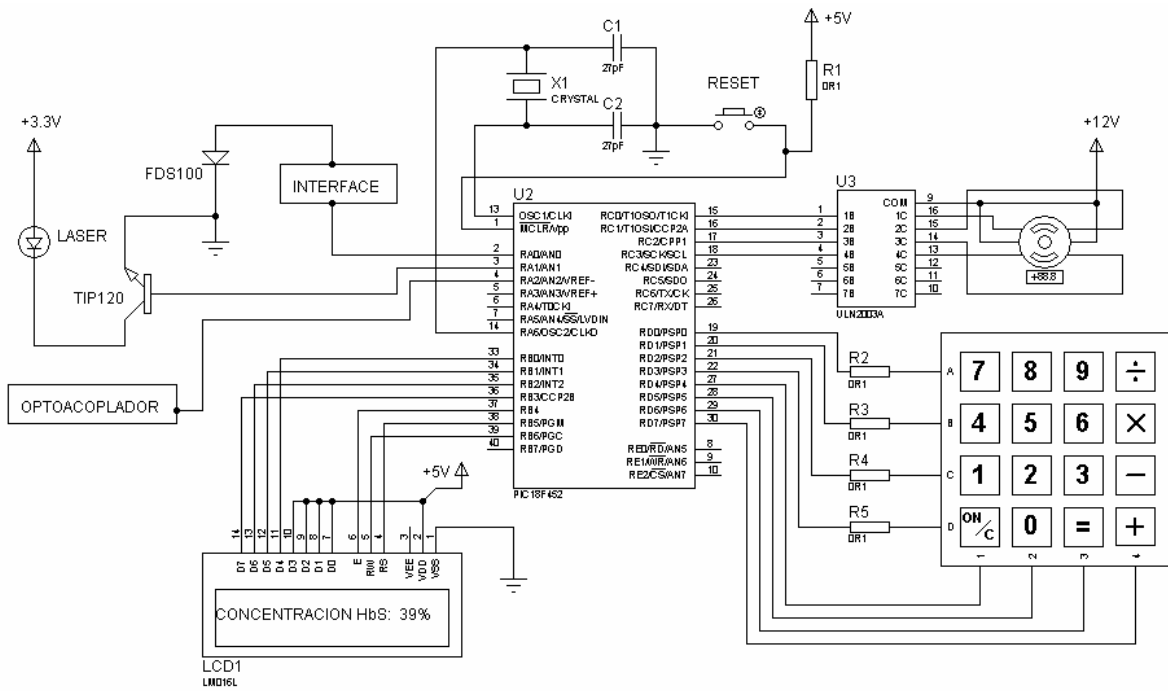 C1
27pF
X1
CRYSTAL
C2
27pF
RESET
+5V
R1
0R1
+3.3V
FDS100
INTERFACE
LASER
TIP120
OPTOACOPLADOR
+12V
U2
13 OSC1/CLKI
1 MCLR/Vpp
2 RA0/AN0
3 RA1/AN1
4 RA2/AN2/VREF-
5 RA3/AN3/VREF+
6 RA4/T0CKI
7 RA5/AN4/SS/LVDIN
14 RA6/OSC2/CLKO
33 RB0/INT0
34 RB1/INT1
35 RB2/INT2
36 RB3/CCP2B
37 RB4
38 RB5/PGM
39 RB6/PGC
40 RB7/PGD
RC0/T1OSO/T1CKI 15
RC1/T1OSI/CCP2A 16
RC2/CPP1 17
RC3/SCK/SCL 18
RC4/SDI/SDA 23
RC5/SDO 24
RC6/TX/CK 25
RC7/RX/DT 26
RD0/PSP0 19
RD1/PSP1 20
RD2/PSP2 21
RD3/PSP3 22
RD4/PSP4 27
RD5/PSP5 28
RD6/PSP6 29
RD7/PSP7 30
RE0/RD/AN5 8
RE1/WR/AN6 9
RE2/CS/AN7 10
PIC18F452
U3
COM 9
1 1B 1C 16
2 2B 2C 15
3 3B 3C 14
4 4B 4C 13
5 5B 5C 12
6 6B 6C 11
7 7B 7C 10
ULN2003A
+88.8
R2
0R1
R3
0R1
R4
0R1
R5
0R1
A 7 8 9 ÷
B 4 5 6 ×
C 1 2 3 −
D ON/C 0 = +
1 2 3 4
+5V
14 13 12 11 10 9 8 7 6 5 4 3 2 1
D7 D6 D5 D4 D3 D2 D1 D0 E RW RS VEE VDD VSS
CONCENTRACION HbS: 39%
LCD1
LM016L